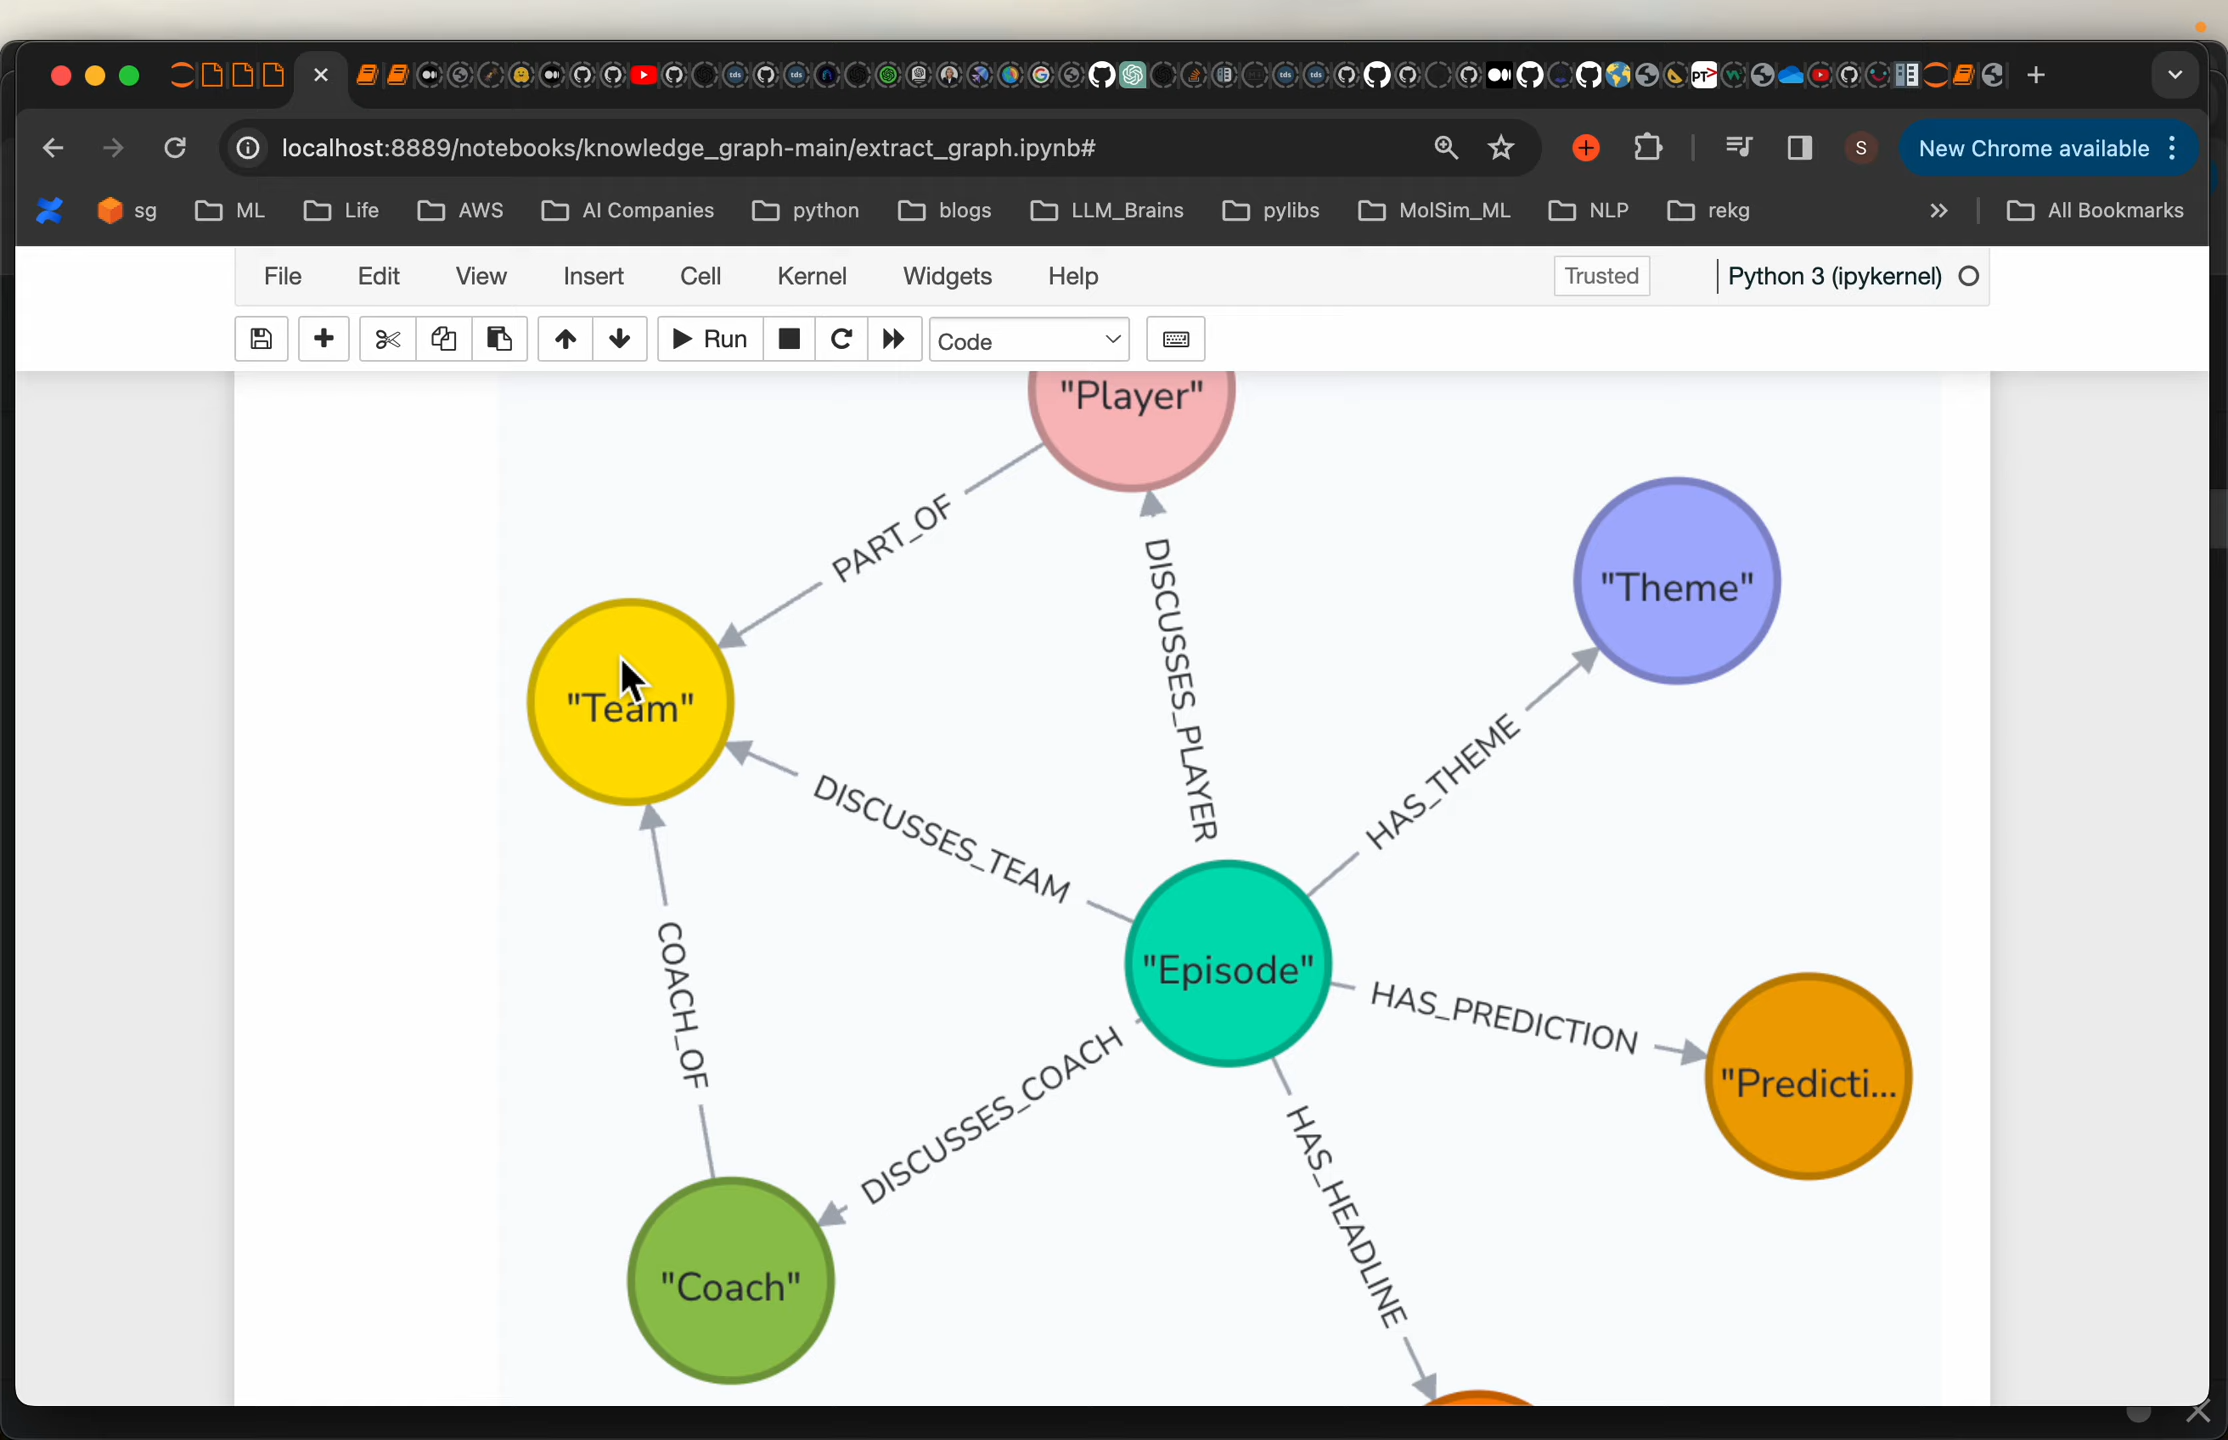 localhost:8889/notebooks/knowledge_graph-main/extract_graph.ipynb#
S
New Chrome available
sg
ML
Life
AWS
AI Companies
python
blogs
LLM_Brains
pylibs
MolSim_ML
NLP
rekg
All Bookmarks
File
Edit
View
Insert
Cell
Kernel
Widgets
Help
Trusted
Python 3 (ipykernel)
Run
Code
"Player"
PART_OF
"Theme"
DISCUSSES_PLAYER
"Team"
HAS_THEME
DISCUSSES_TEAM
"Episode"
COACH_OF
HAS_PREDICTION
"Predicti...
DISCUSSES_COACH
HAS_HEADLINE
"Coach"